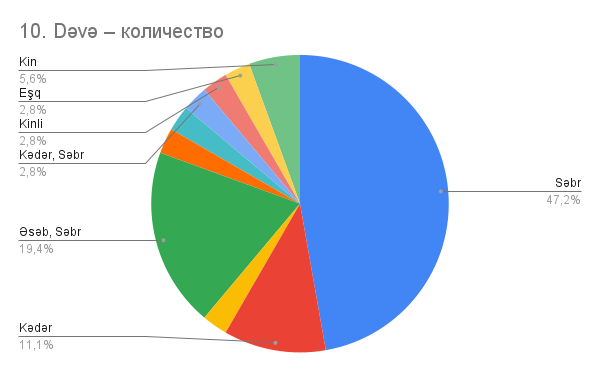 10. Dəvə – количество
Kin
5,6%
Eşq
2,8%
Kinli
2,8%
Kədər, Səbr
2,8%
Səbr
47,2%
Əsəb, Səbr
19,4%
Kədər
11,1%